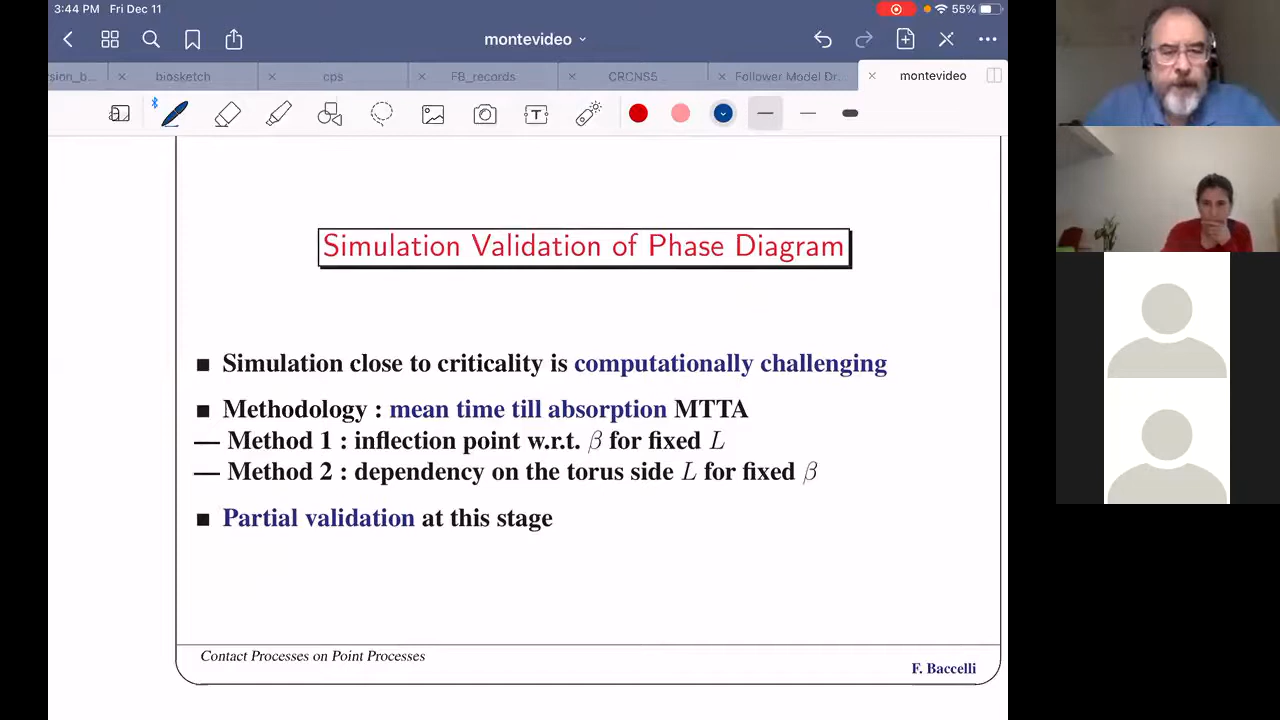 3:44 PM Fri Dec 11
55%
montevideo
biosketch
cps
FB_records
CRCNS5
Follower Model Dr...
montevideo
T
Simulation Validation of Phase Diagram
■ Simulation close to criticality is computationally challenging
■ Methodology : mean time till absorption MTTA
— Method 1 : inflection point w.r.t. β for fixed L
— Method 2 : dependency on the torus side L for fixed β
■ Partial validation at this stage
Contact Processes on Point Processes
F. Baccelli